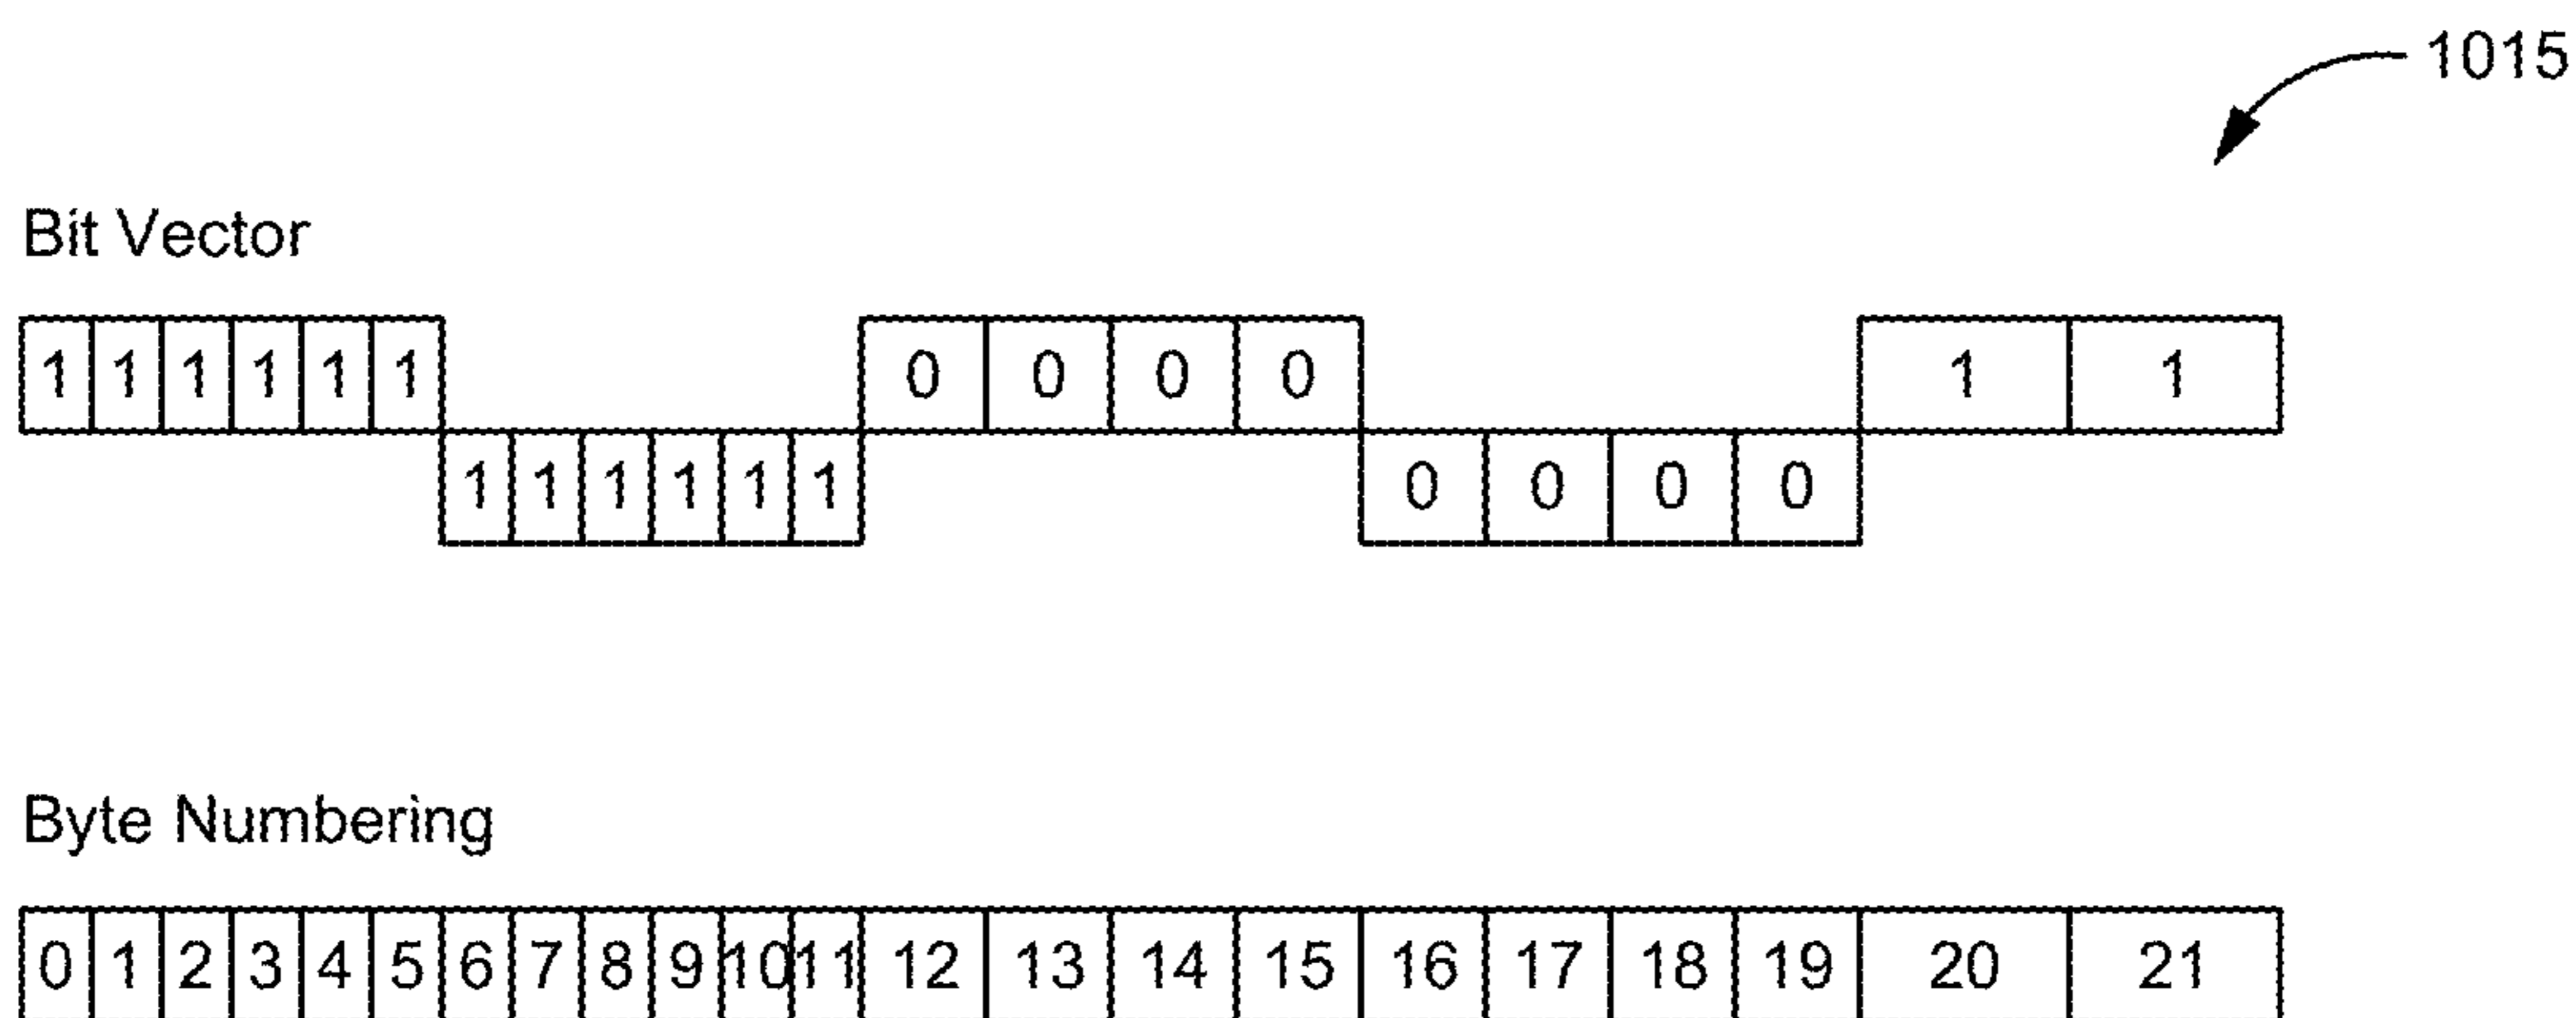 1015
Bit Vector
1 1 1 1 1 1 0 0 0 0 1 1
1 1 1 1 1 1 0 0 0 0
Byte Numbering
0 1 2 3 4 5 6 7 8 9 10 11 12 13 14 15 16 17 18 19 20 21